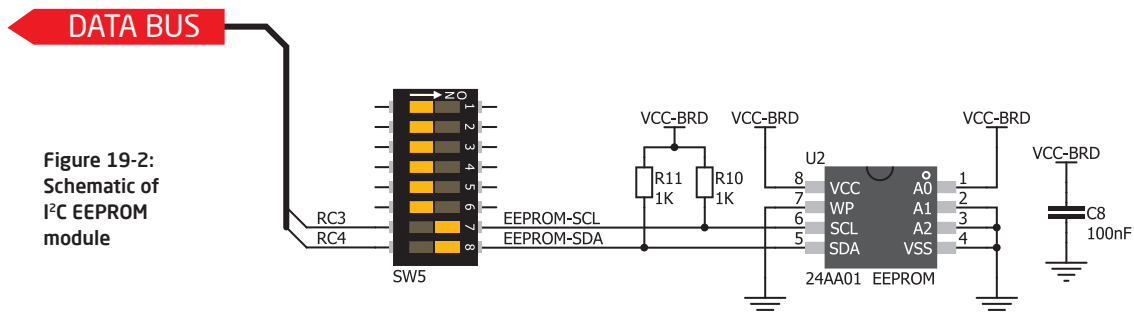 DATA BUS
Figure 19-2:
Schematic of
I²C EEPROM
module
RC3
RC4
ON
1
2
3
4
5
6
7
8
SW5
EEPROM-SCL
EEPROM-SDA
VCC-BRD
R11
1K
R10
1K
VCC-BRD
U2
8
7
6
5
VCC
WP
SCL
SDA
A0
A1
A2
VSS
1
2
3
4
24AA01 EEPROM
VCC-BRD
VCC-BRD
C8
100nF